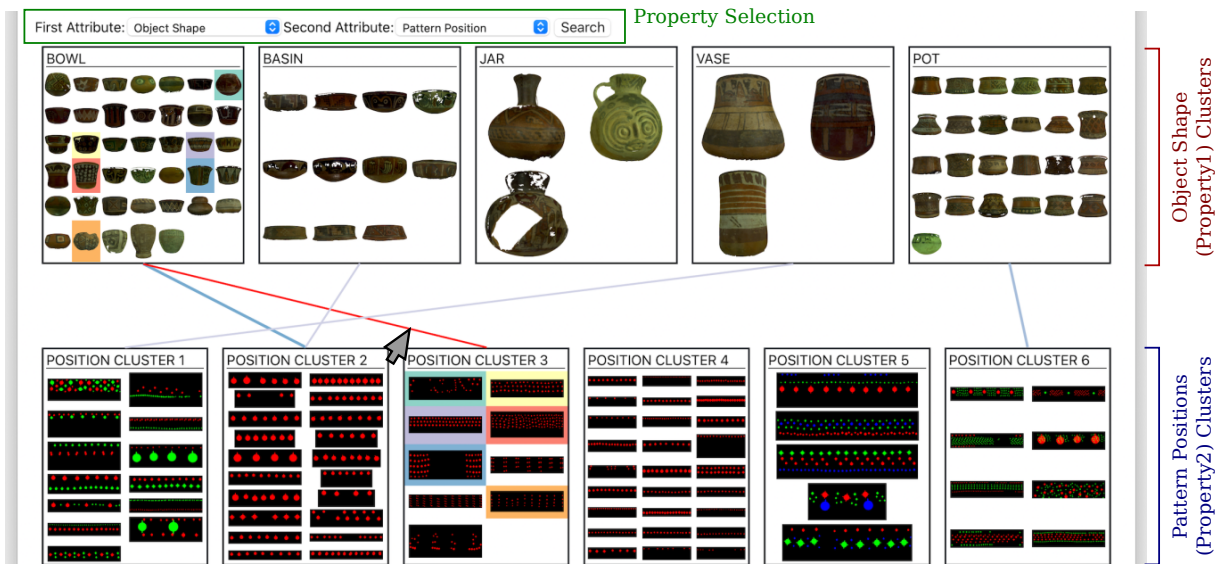 Property Selection
First Attribute: Object Shape Second Attribute: Pattern Position Search
BOWL
BASIN
JAR
VASE
POT
Object Shape
(Property1) Clusters
POSITION CLUSTER 1
POSITION CLUSTER 2
POSITION CLUSTER 3
POSITION CLUSTER 4
POSITION CLUSTER 5
POSITION CLUSTER 6
Pattern Positions
(Property2) Clusters